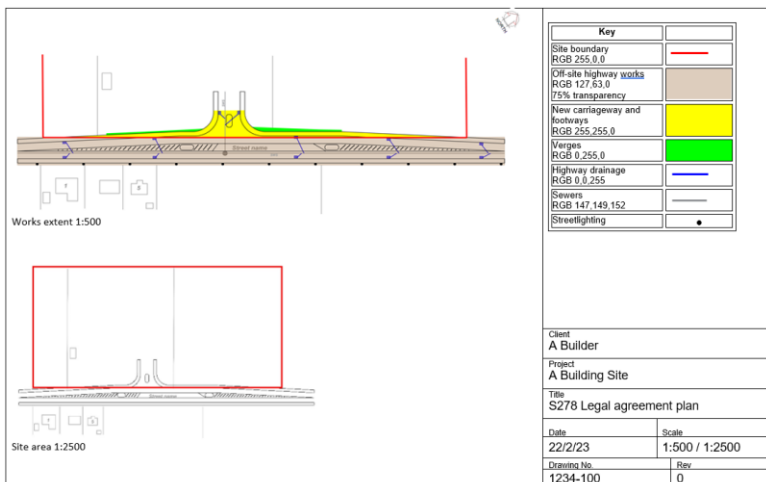 NORTH
Street name
Works extent 1:500
Street name
Site area 1:2500
Key
Site boundary
RGB 255,0,0
Off-site highway works
RGB 127,63,0
75% transparency
New carriageway and
footways
RGB 255,255,0
Verges
RGB 0,255,0
Highway drainage
RGB 0,0,255
Sewers
RGB 147,149,152
Streetlighting
Client
A Builder
Project
A Building Site
Title
S278 Legal agreement plan
Date
22/2/23
Scale
1:500 / 1:2500
Drawing No.
1234-100
Rev
0